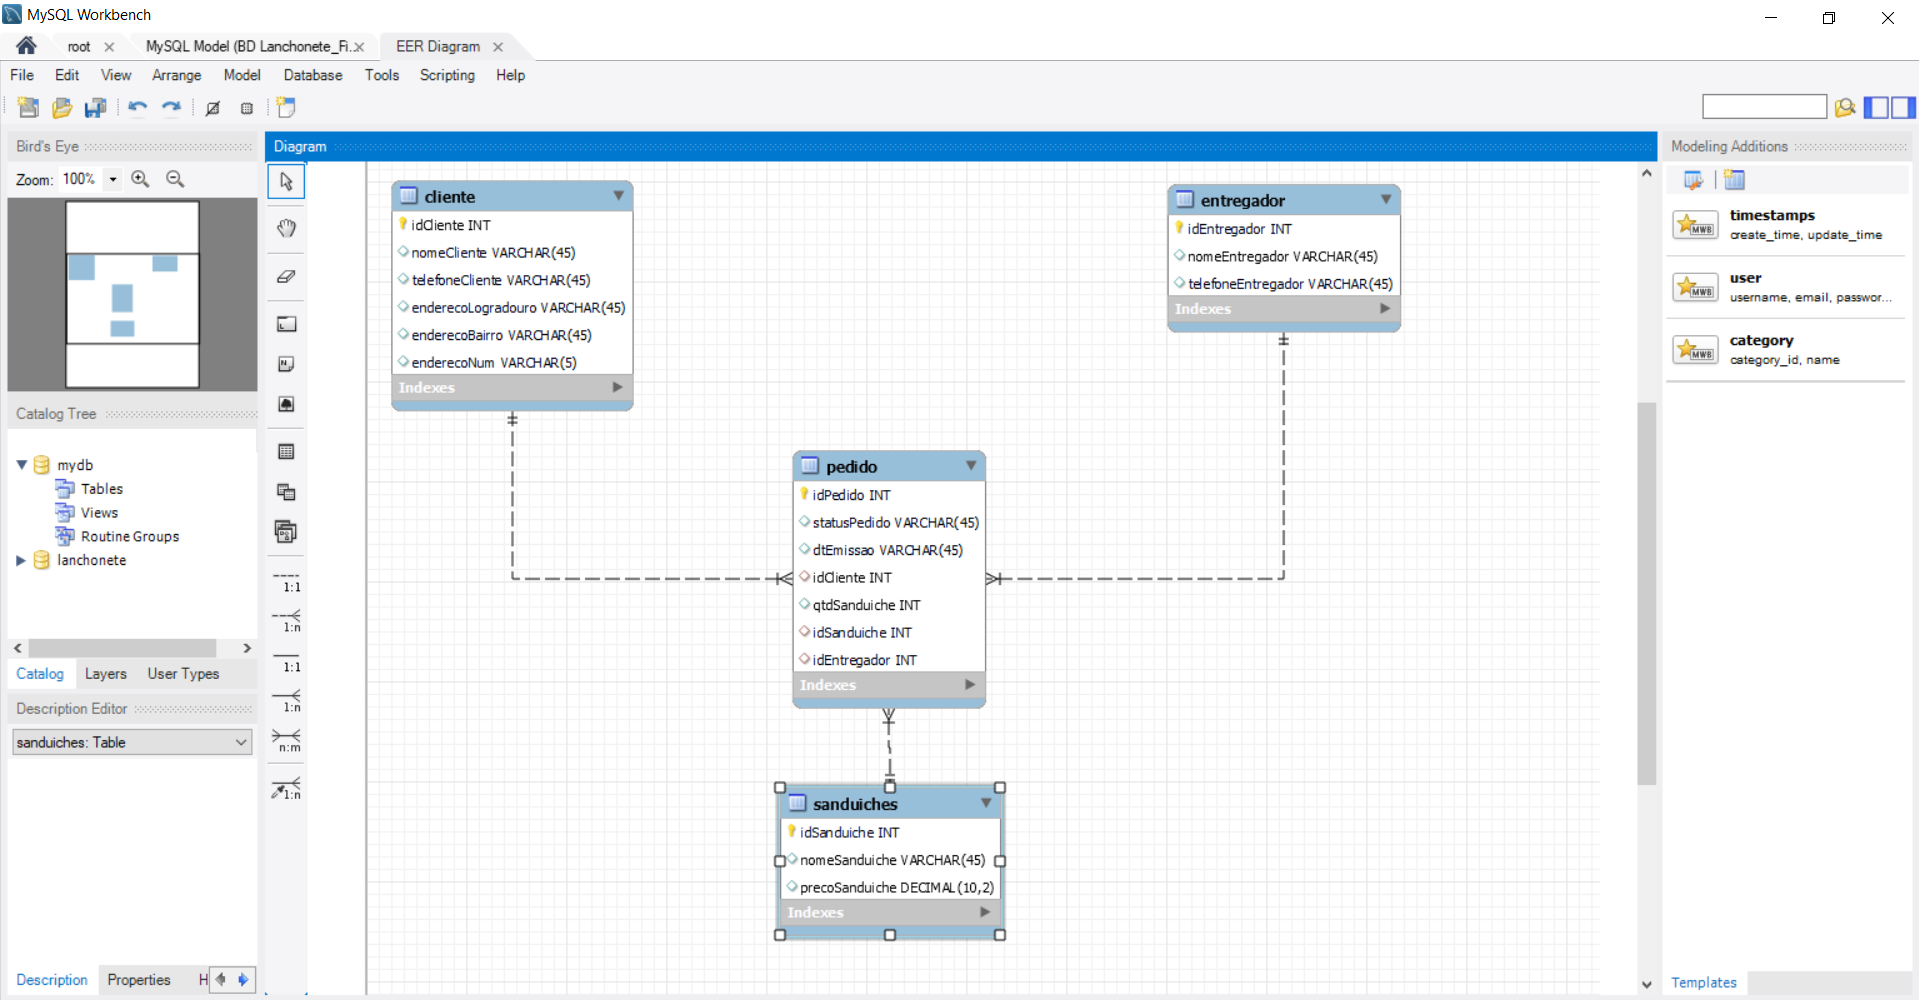 MySQL Workbench
root
MySQL Model (BD Lanchonete_Fi..
EER Diagram
File Edit View Arrange Model Database Tools Scripting Help
Bird's Eye
Zoom: 100%
Catalog Tree
mydb
Tables
Views
Routine Groups
lanchonete
Catalog Layers User Types
Description Editor
sanduiches: Table
Description Properties H
Diagram
1:1
1:n
1:1
1:n
n:m
1:n
cliente
idCliente INT
nomeCliente VARCHAR(45)
telefoneCliente VARCHAR(45)
enderecoLogradouro VARCHAR(45)
enderecoBairro VARCHAR(45)
enderecoNum VARCHAR(5)
Indexes
entregador
idEntregador INT
nomeEntregador VARCHAR(45)
telefoneEntregador VARCHAR(45)
Indexes
pedido
idPedido INT
statusPedido VARCHAR(45)
dtEmissao VARCHAR(45)
idCliente INT
qtdSanduiche INT
idSanduiche INT
idEntregador INT
Indexes
sanduiches
idSanduiche INT
nomeSanduiche VARCHAR(45)
precoSanduiche DECIMAL(10,2)
Indexes
Modeling Additions
MWB
timestamps
create_time, update_time
MWB
user
username, email, passwor...
MWB
category
category_id, name
Templates